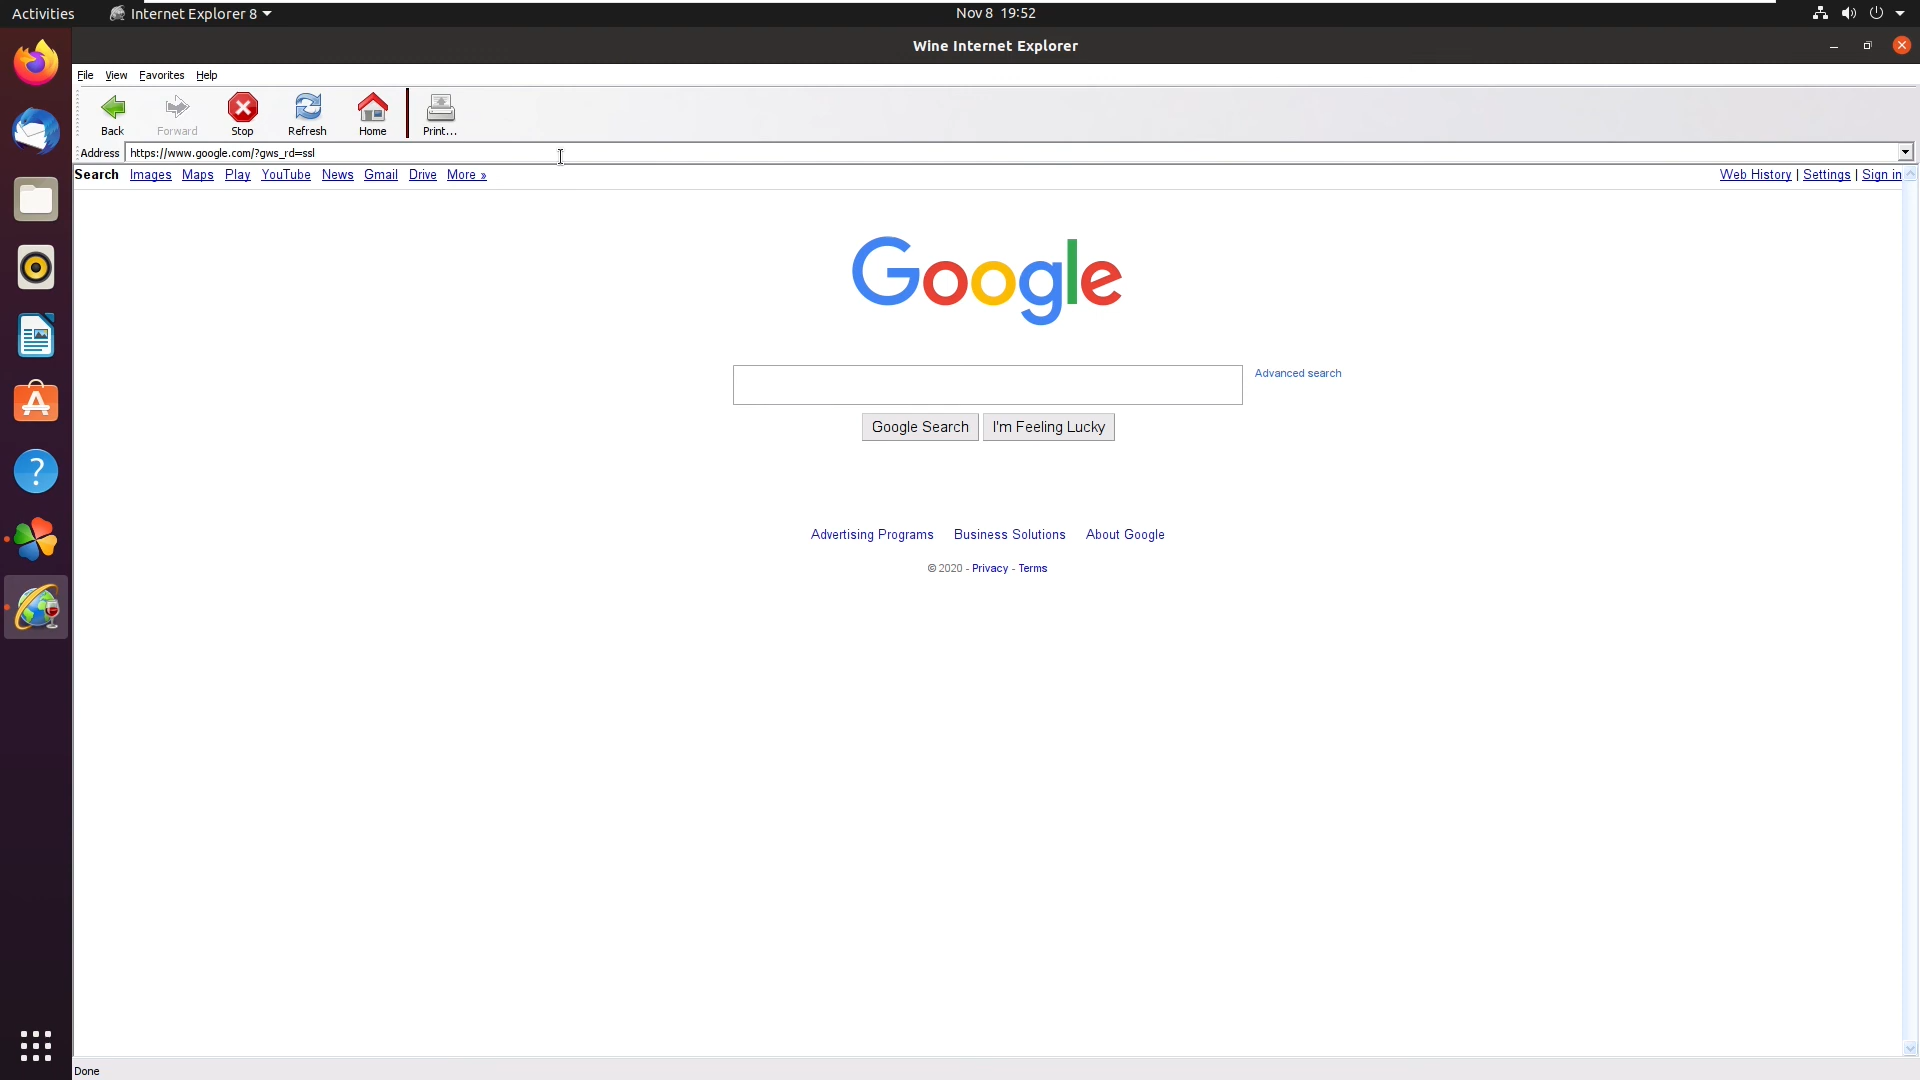 Activities Internet Explorer 8 Nov 8 19:52
Wine Internet Explorer
File View Favorites Help
Back Forward Stop Refresh Home Print...
Address https://www.google.com/?gws_rd=ssl
Search Images Maps Play YouTube News Gmail Drive More » Web History | Settings | Sign in
Google
Advanced search
Google Search I'm Feeling Lucky
Advertising Programs Business Solutions About Google
© 2020 - Privacy - Terms
Done